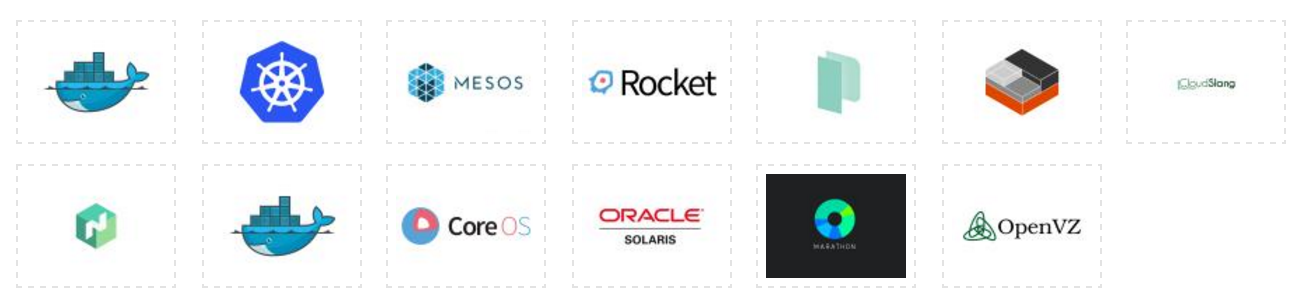 MESOS
Rocket
CloudSlang
Core OS
ORACLE
SOLARIS
MARATHON
OpenVZ